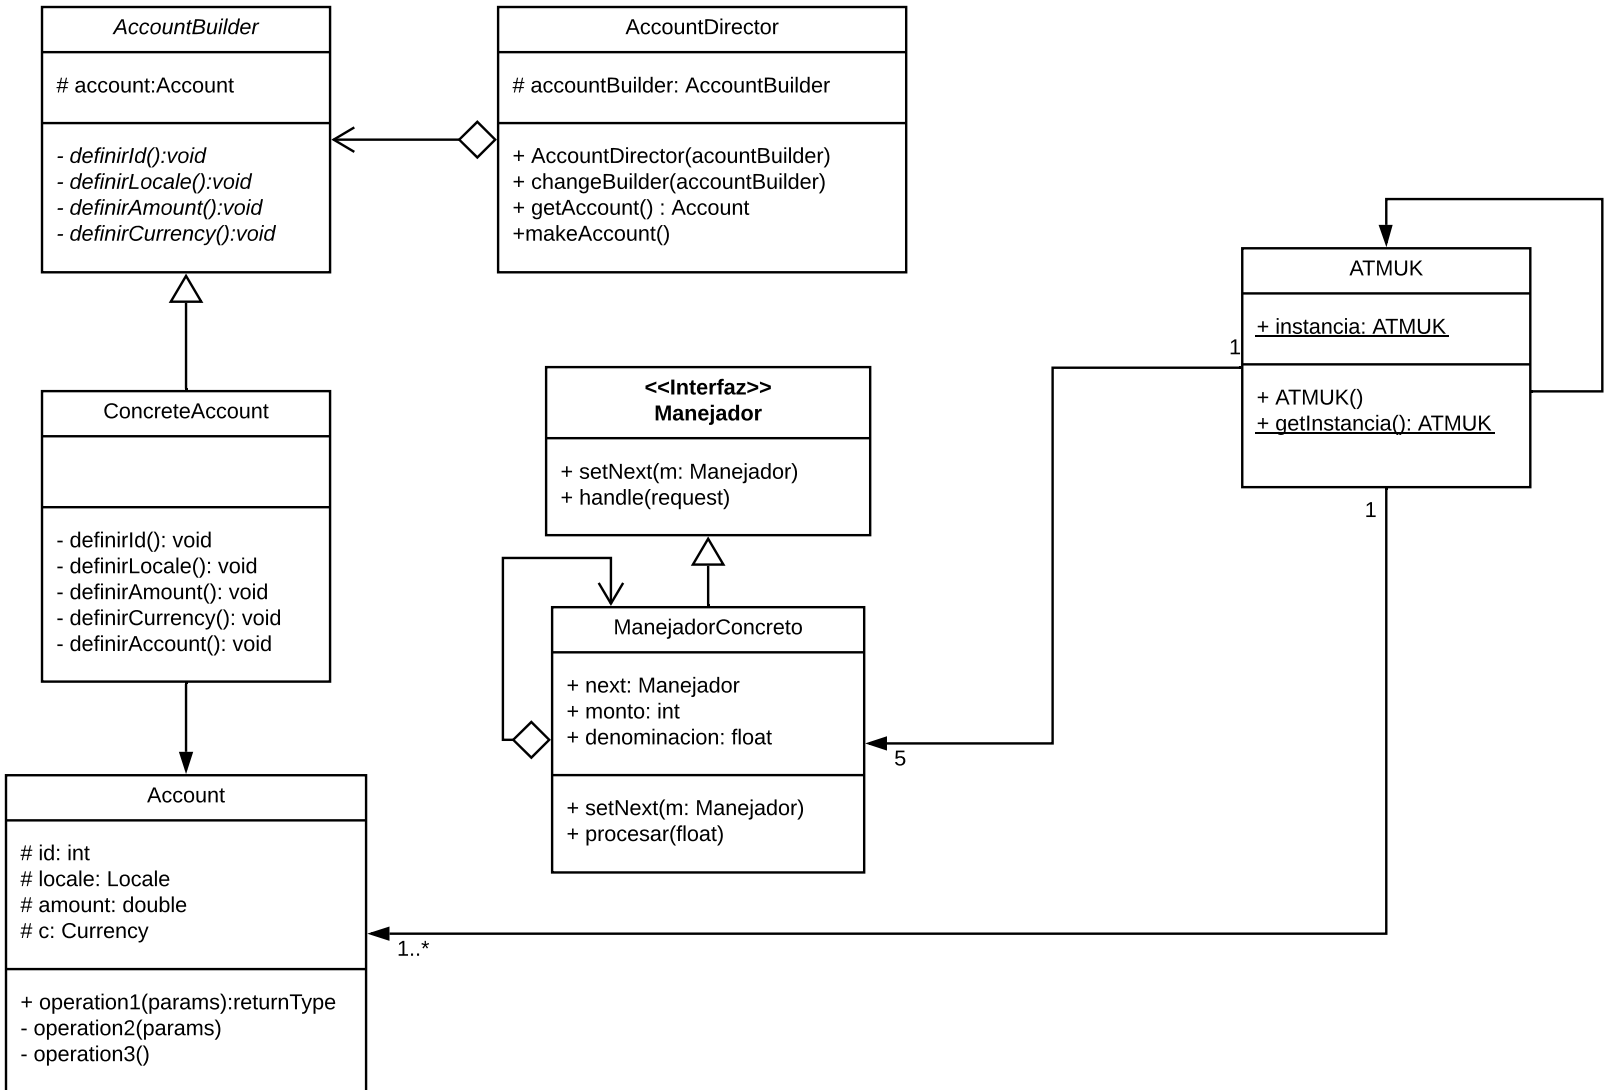 AccountBuilder
# account:Account
- definirId():void
- definirLocale():void
- definirAmount():void
- definirCurrency():void
AccountDirector
# accountBuilder: AccountBuilder
+ AccountDirector(acountBuilder)
+ changeBuilder(accountBuilder)
+ getAccount() : Account
+makeAccount()
ATMUK
+ instancia: ATMUK
+ ATMUK()
+ getInstancia(): ATMUK
1
1
<<Interfaz>>
Manejador
+ setNext(m: Manejador)
+ handle(request)
ConcreteAccount
- definirId(): void
- definirLocale(): void
- definirAmount(): void
- definirCurrency(): void
- definirAccount(): void
ManejadorConcreto
+ next: Manejador
+ monto: int
+ denominacion: float
+ setNext(m: Manejador)
+ procesar(float)
5
Account
# id: int
# locale: Locale
# amount: double
# c: Currency
+ operation1(params):returnType
- operation2(params)
- operation3()
1..*